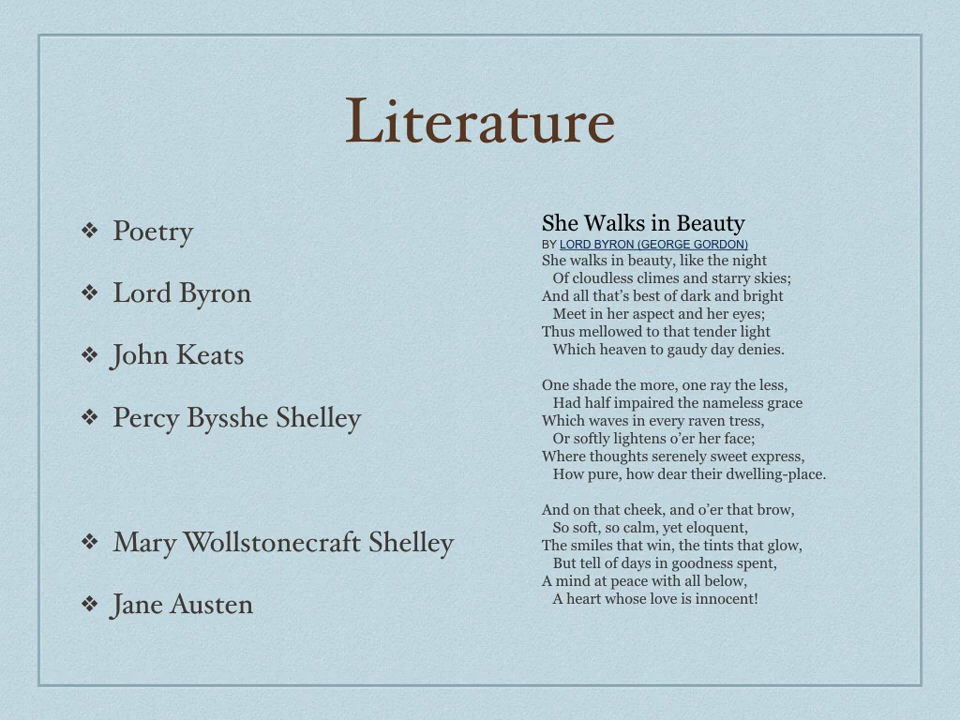 Literature
❖ Poetry
❖ Lord Byron
❖ John Keats
❖ Percy Bysshe Shelley
❖ Mary Wollstonecraft Shelley
❖ Jane Austen
She Walks in Beauty
BY LORD BYRON (GEORGE GORDON)
She walks in beauty, like the night
Of cloudless climes and starry skies;
And all that’s best of dark and bright
Meet in her aspect and her eyes;
Thus mellowed to that tender light
Which heaven to gaudy day denies.
One shade the more, one ray the less,
Had half impaired the nameless grace
Which waves in every raven tress,
Or softly lightens o’er her face;
Where thoughts serenely sweet express,
How pure, how dear their dwelling-place.
And on that cheek, and o’er that brow,
So soft, so calm, yet eloquent,
The smiles that win, the tints that glow,
But tell of days in goodness spent,
A mind at peace with all below,
A heart whose love is innocent!